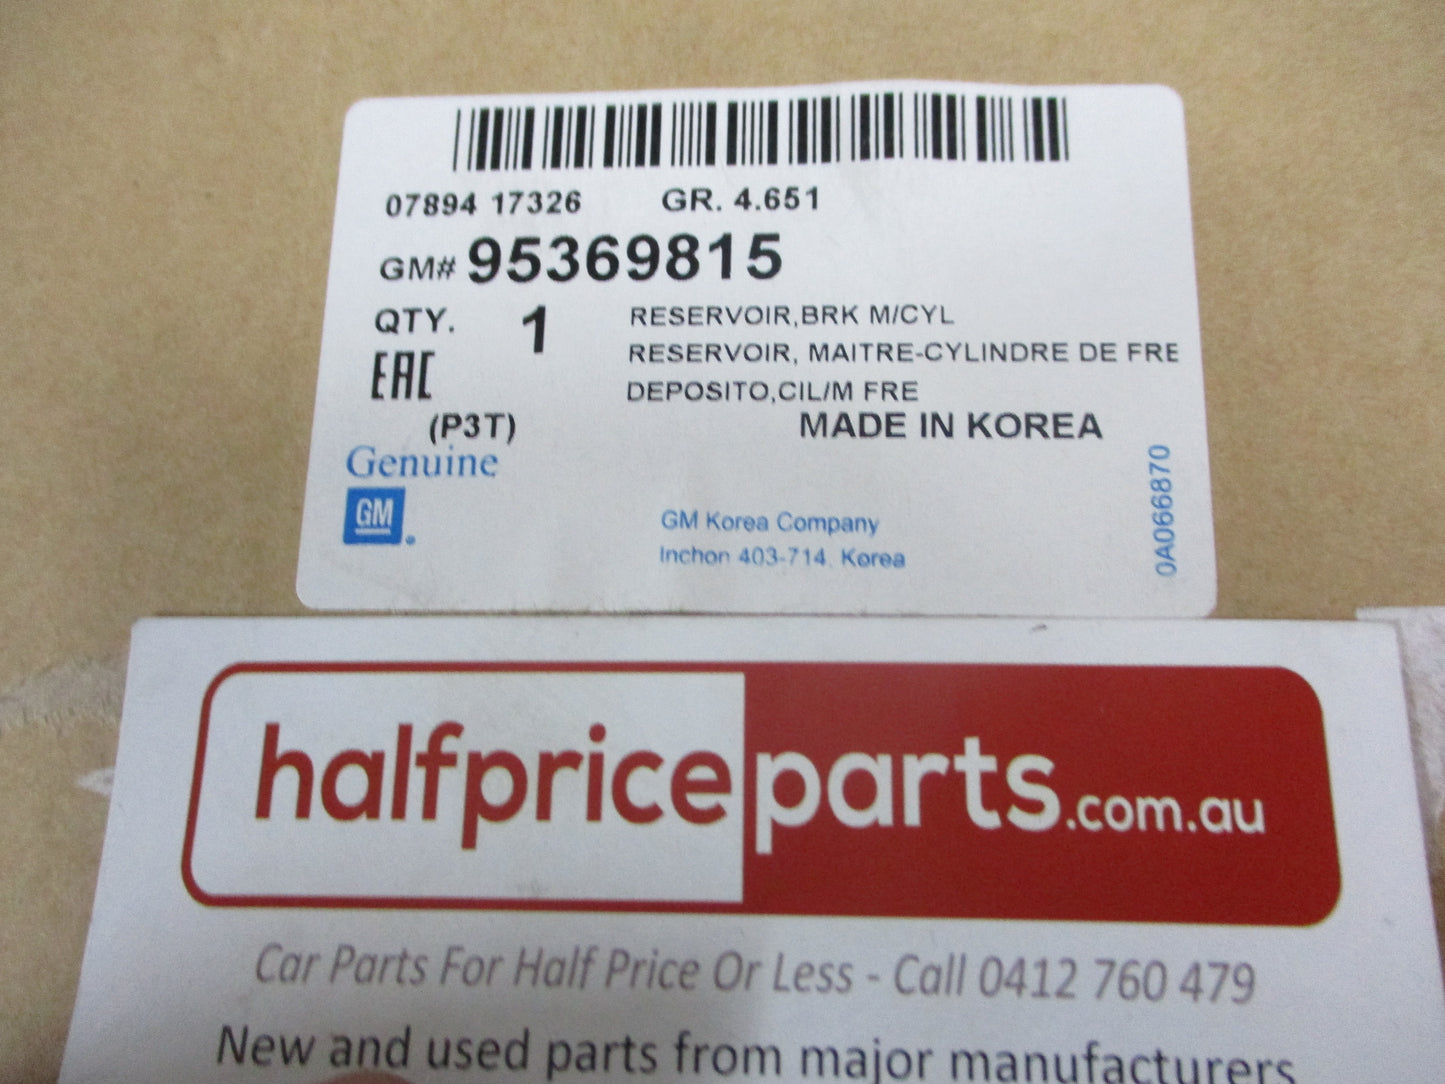 07894 17326 GR. 4.651
GM# 95369815
QTY. 1
RESERVOIR,BRK M/CYL
RESERVOIR, MAITRE-CYLINDRE DE FRE
DEPOSITO,CIL/M FRE
EAC
(P3T)
MADE IN KOREA
Genuine
GM
GM Korea Company
Inchon 403-714. Korea
0A066870
halfpriceparts.com.au
Car Parts For Half Price Or Less - Call 0412 760 479
New and used parts from major manufacturers